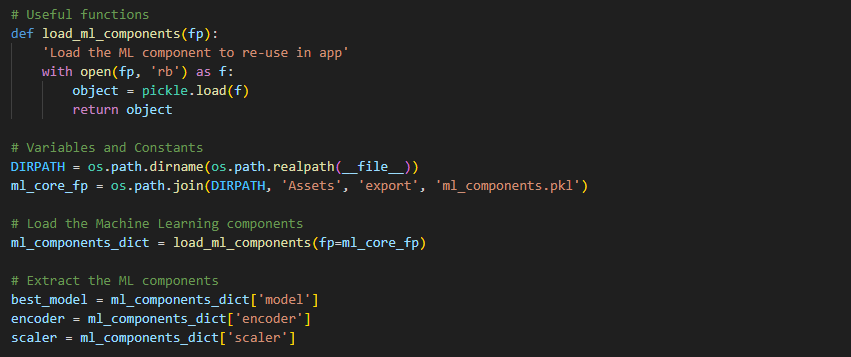 # Useful functions
def load_ml_components(fp):
    'Load the ML component to re-use in app'
    with open(fp, 'rb') as f:
        object = pickle.load(f)
        return object
# Variables and Constants
DIRPATH = os.path.dirname(os.path.realpath(__file__))
ml_core_fp = os.path.join(DIRPATH, 'Assets', 'export', 'ml_components.pkl')
# Load the Machine Learning components
ml_components_dict = load_ml_components(fp=ml_core_fp)
# Extract the ML components
best_model = ml_components_dict['model']
encoder = ml_components_dict['encoder']
scaler = ml_components_dict['scaler']